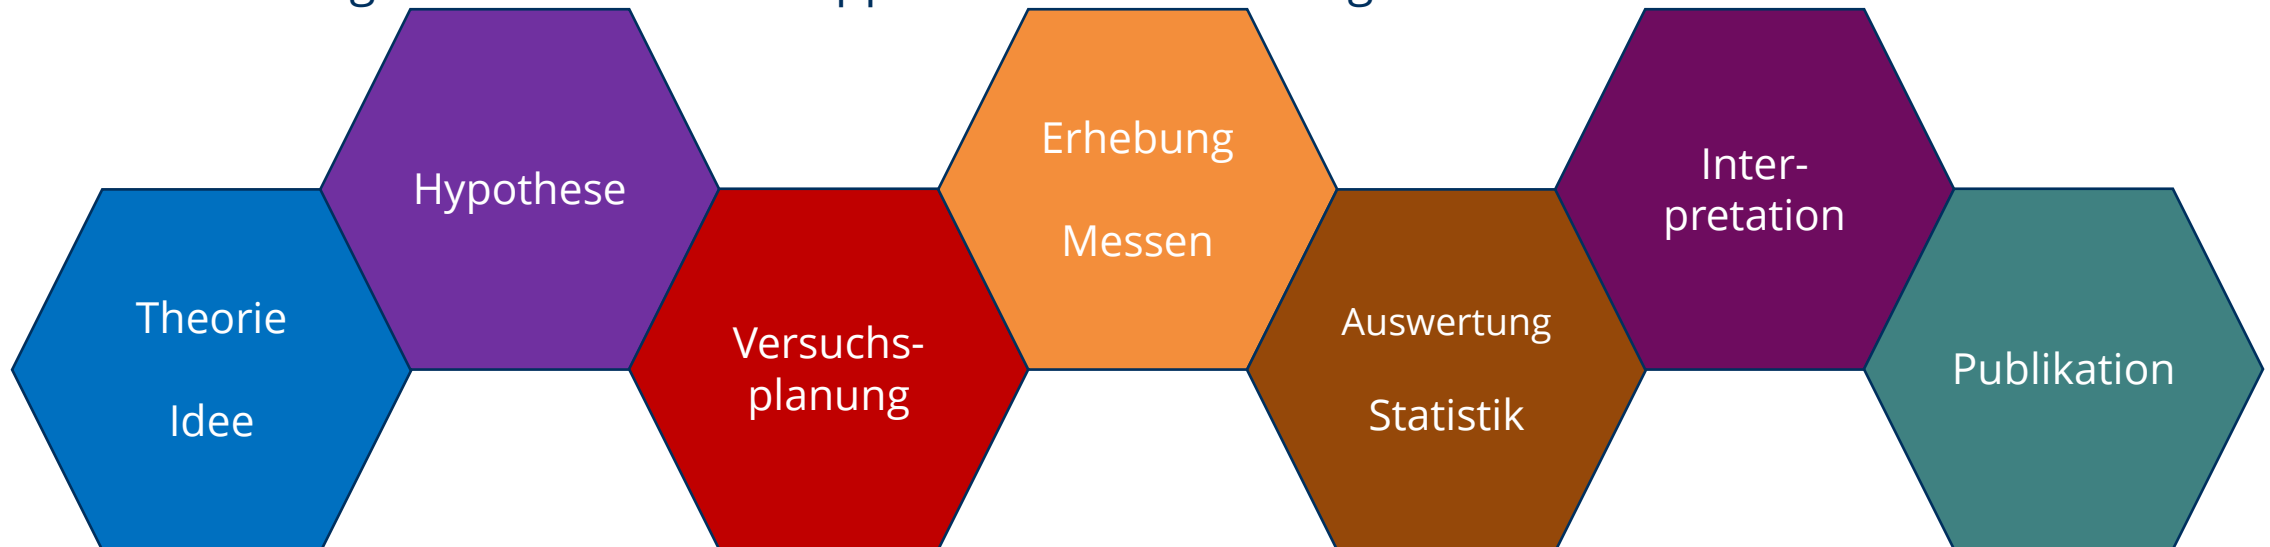 Theorie
Idee
Hypothese
Versuchs-
planung
Erhebung
Messen
Auswertung
Statistik
Inter-
pretation
Publikation